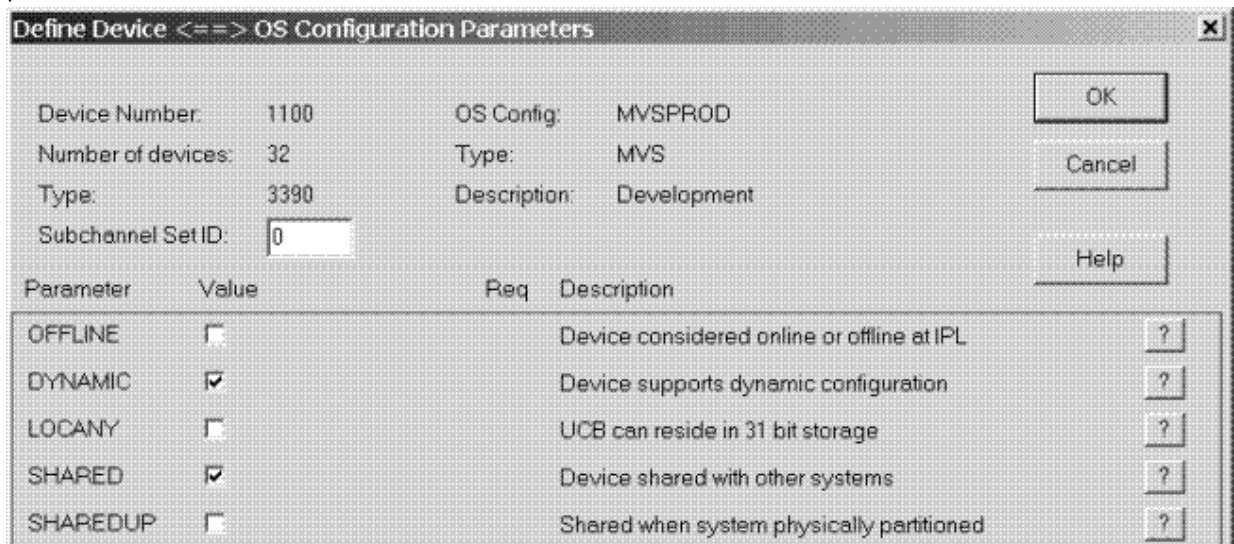 Define Device <==> OS Configuration Parameters
Device Number: 1100 OS Config: MVSPROD OK
Number of devices: 32 Type: MVS Cancel
Type: 3390 Description: Development
Subchannel Set ID: 0 Help
Parameter Value Req Description
OFFLINE Device considered online or offline at IPL ?
DYNAMIC Device supports dynamic configuration ?
LOCANY UCB can reside in 31 bit storage ?
SHARED Device shared with other systems ?
SHAREDUP Shared when system physically partitioned ?